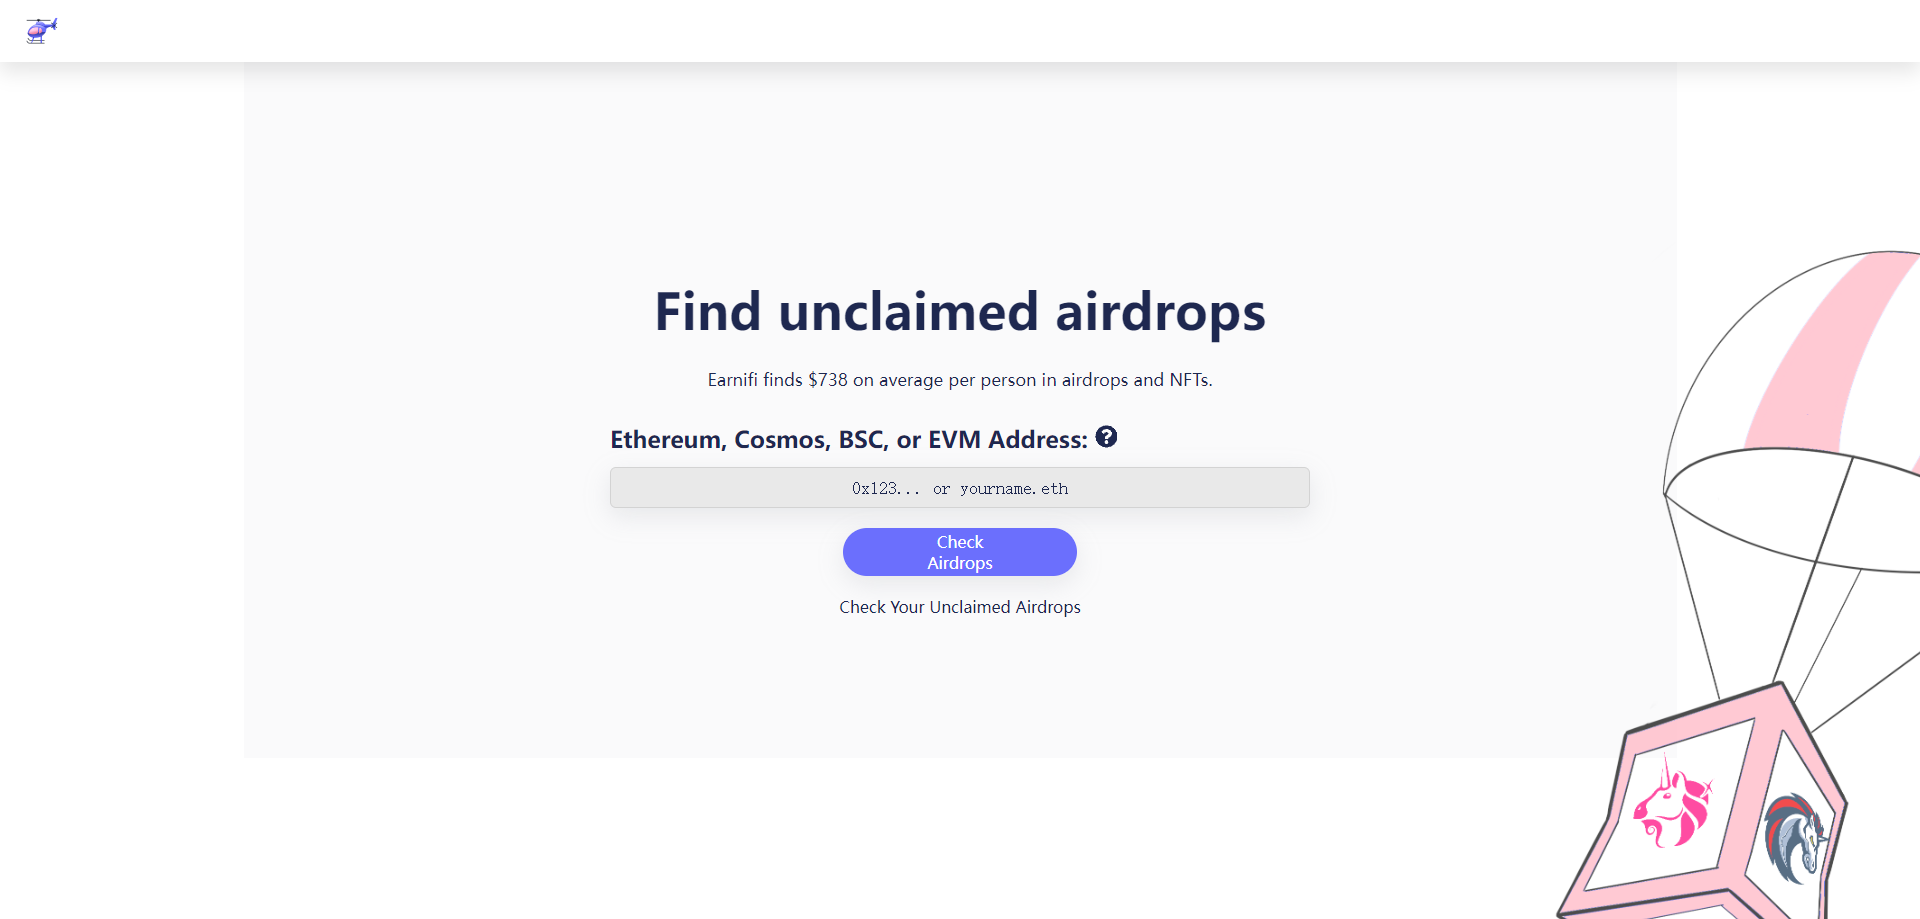 Find unclaimed airdrops
Earnifi finds $738 on average per person in airdrops and NFTs.
Ethereum, Cosmos, BSC, or EVM Address: ?
0x123... or yourname.eth
Check
Airdrops
Check Your Unclaimed Airdrops